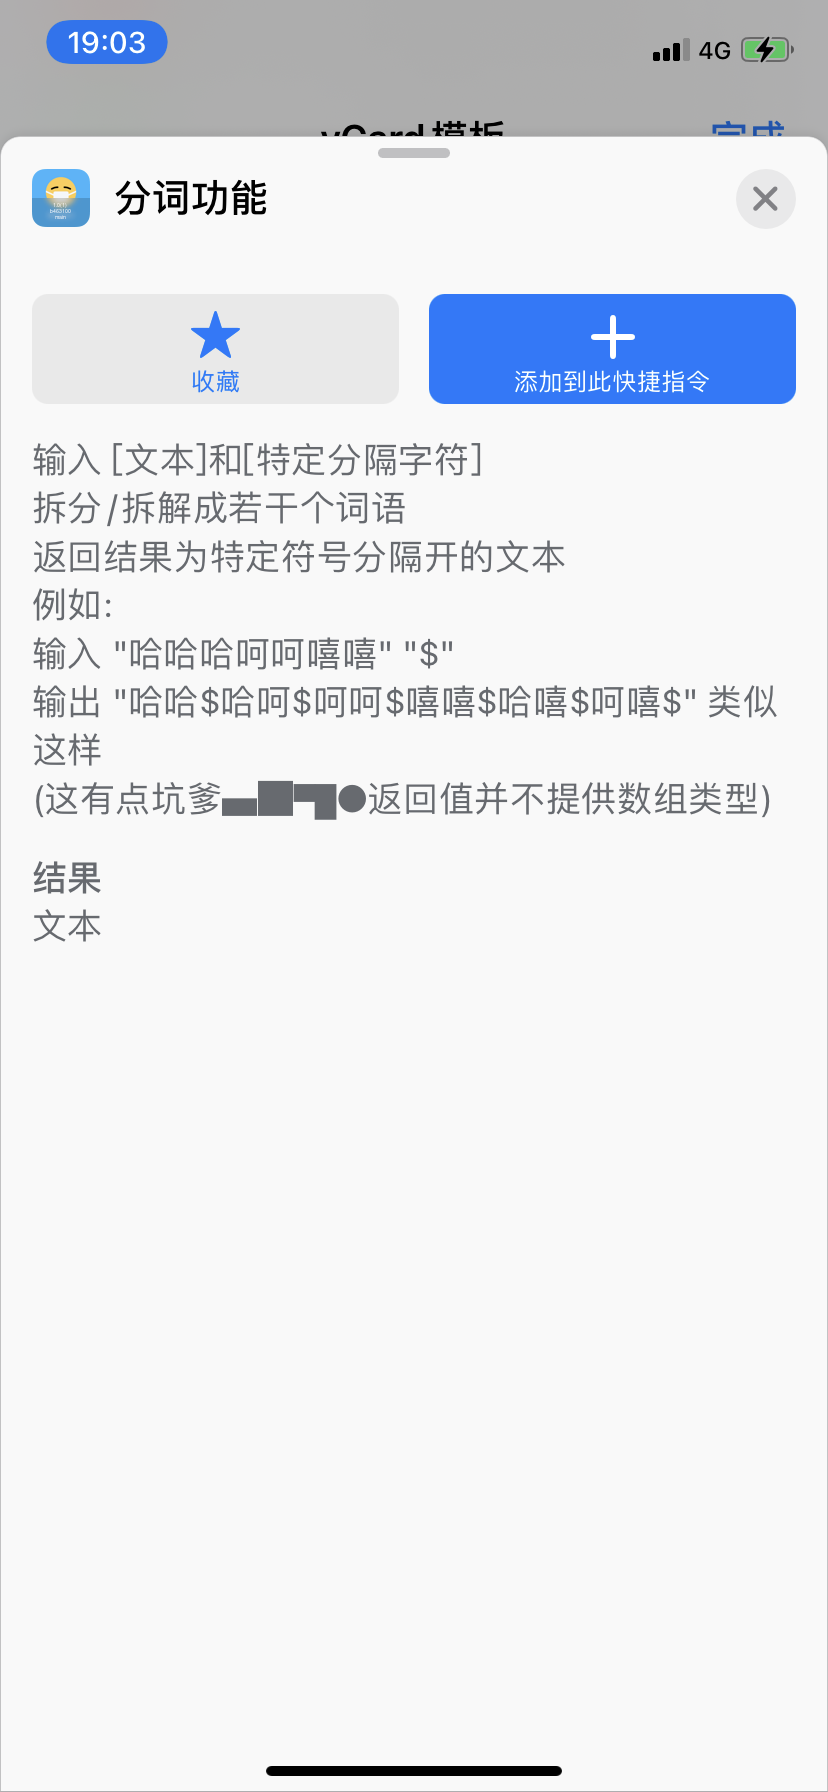 19:03
4G
vCard 模板
完成
分词功能
收藏
添加到此快捷指令
输入 [文本]和[特定分隔字符]
拆分/拆解成若干个词语
返回结果为特定符号分隔开的文本
例如:
输入 "哈哈哈呵呵嘻嘻" "$"
输出 "哈哈$哈呵$呵呵$嘻嘻$哈嘻$呵嘻$" 类似
这样
(这有点坑爹▃█▜●返回值并不提供数组类型)
结果
文本